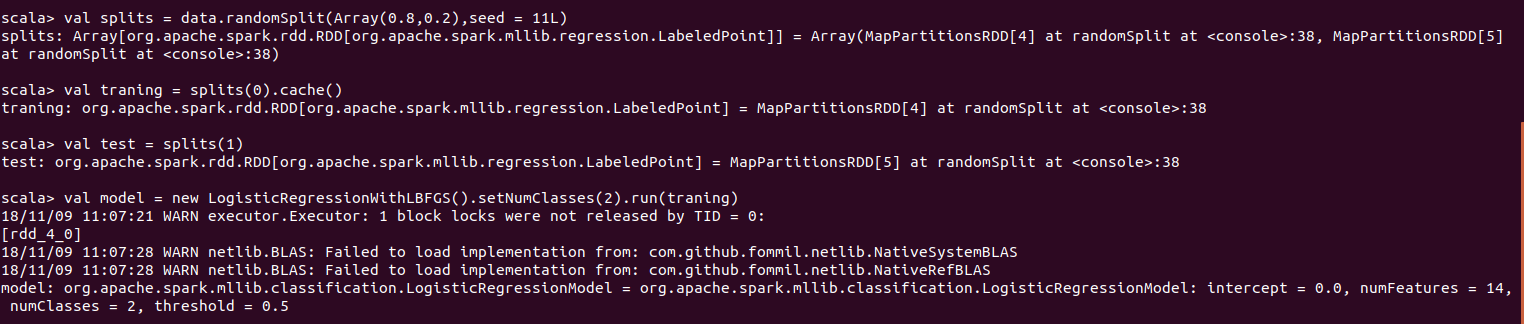 scala> val splits = data.randomSplit(Array(0.8,0.2),seed = 11L)
splits: Array[org.apache.spark.rdd.RDD[org.apache.spark.mllib.regression.LabeledPoint]] = Array(MapPartitionsRDD[4] at randomSplit at <console>:38, MapPartitionsRDD[5]
at randomSplit at <console>:38)
scala> val traning = splits(0).cache()
traning: org.apache.spark.rdd.RDD[org.apache.spark.mllib.regression.LabeledPoint] = MapPartitionsRDD[4] at randomSplit at <console>:38
scala> val test = splits(1)
test: org.apache.spark.rdd.RDD[org.apache.spark.mllib.regression.LabeledPoint] = MapPartitionsRDD[5] at randomSplit at <console>:38
scala> val model = new LogisticRegressionWithLBFGS().setNumClasses(2).run(traning)
18/11/09 11:07:21 WARN executor.Executor: 1 block locks were not released by TID = 0:
[rdd_4_0]
18/11/09 11:07:28 WARN netlib.BLAS: Failed to load implementation from: com.github.fommil.netlib.NativeSystemBLAS
18/11/09 11:07:28 WARN netlib.BLAS: Failed to load implementation from: com.github.fommil.netlib.NativeRefBLAS
model: org.apache.spark.mllib.classification.LogisticRegressionModel = org.apache.spark.mllib.classification.LogisticRegressionModel: intercept = 0.0, numFeatures = 14,
numClasses = 2, threshold = 0.5